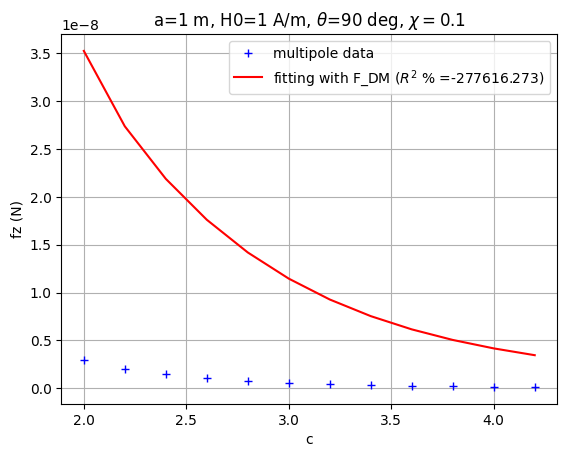 a=1 m, H0=1 A/m, θ=90 deg, χ = 0.1
1e−8
multipole data
fitting with F_DM (R² % =-277616.273)
3.5
3.0
2.5
2.0
1.5
1.0
0.5
0.0
fz (N)
2.0 2.5 3.0 3.5 4.0
c